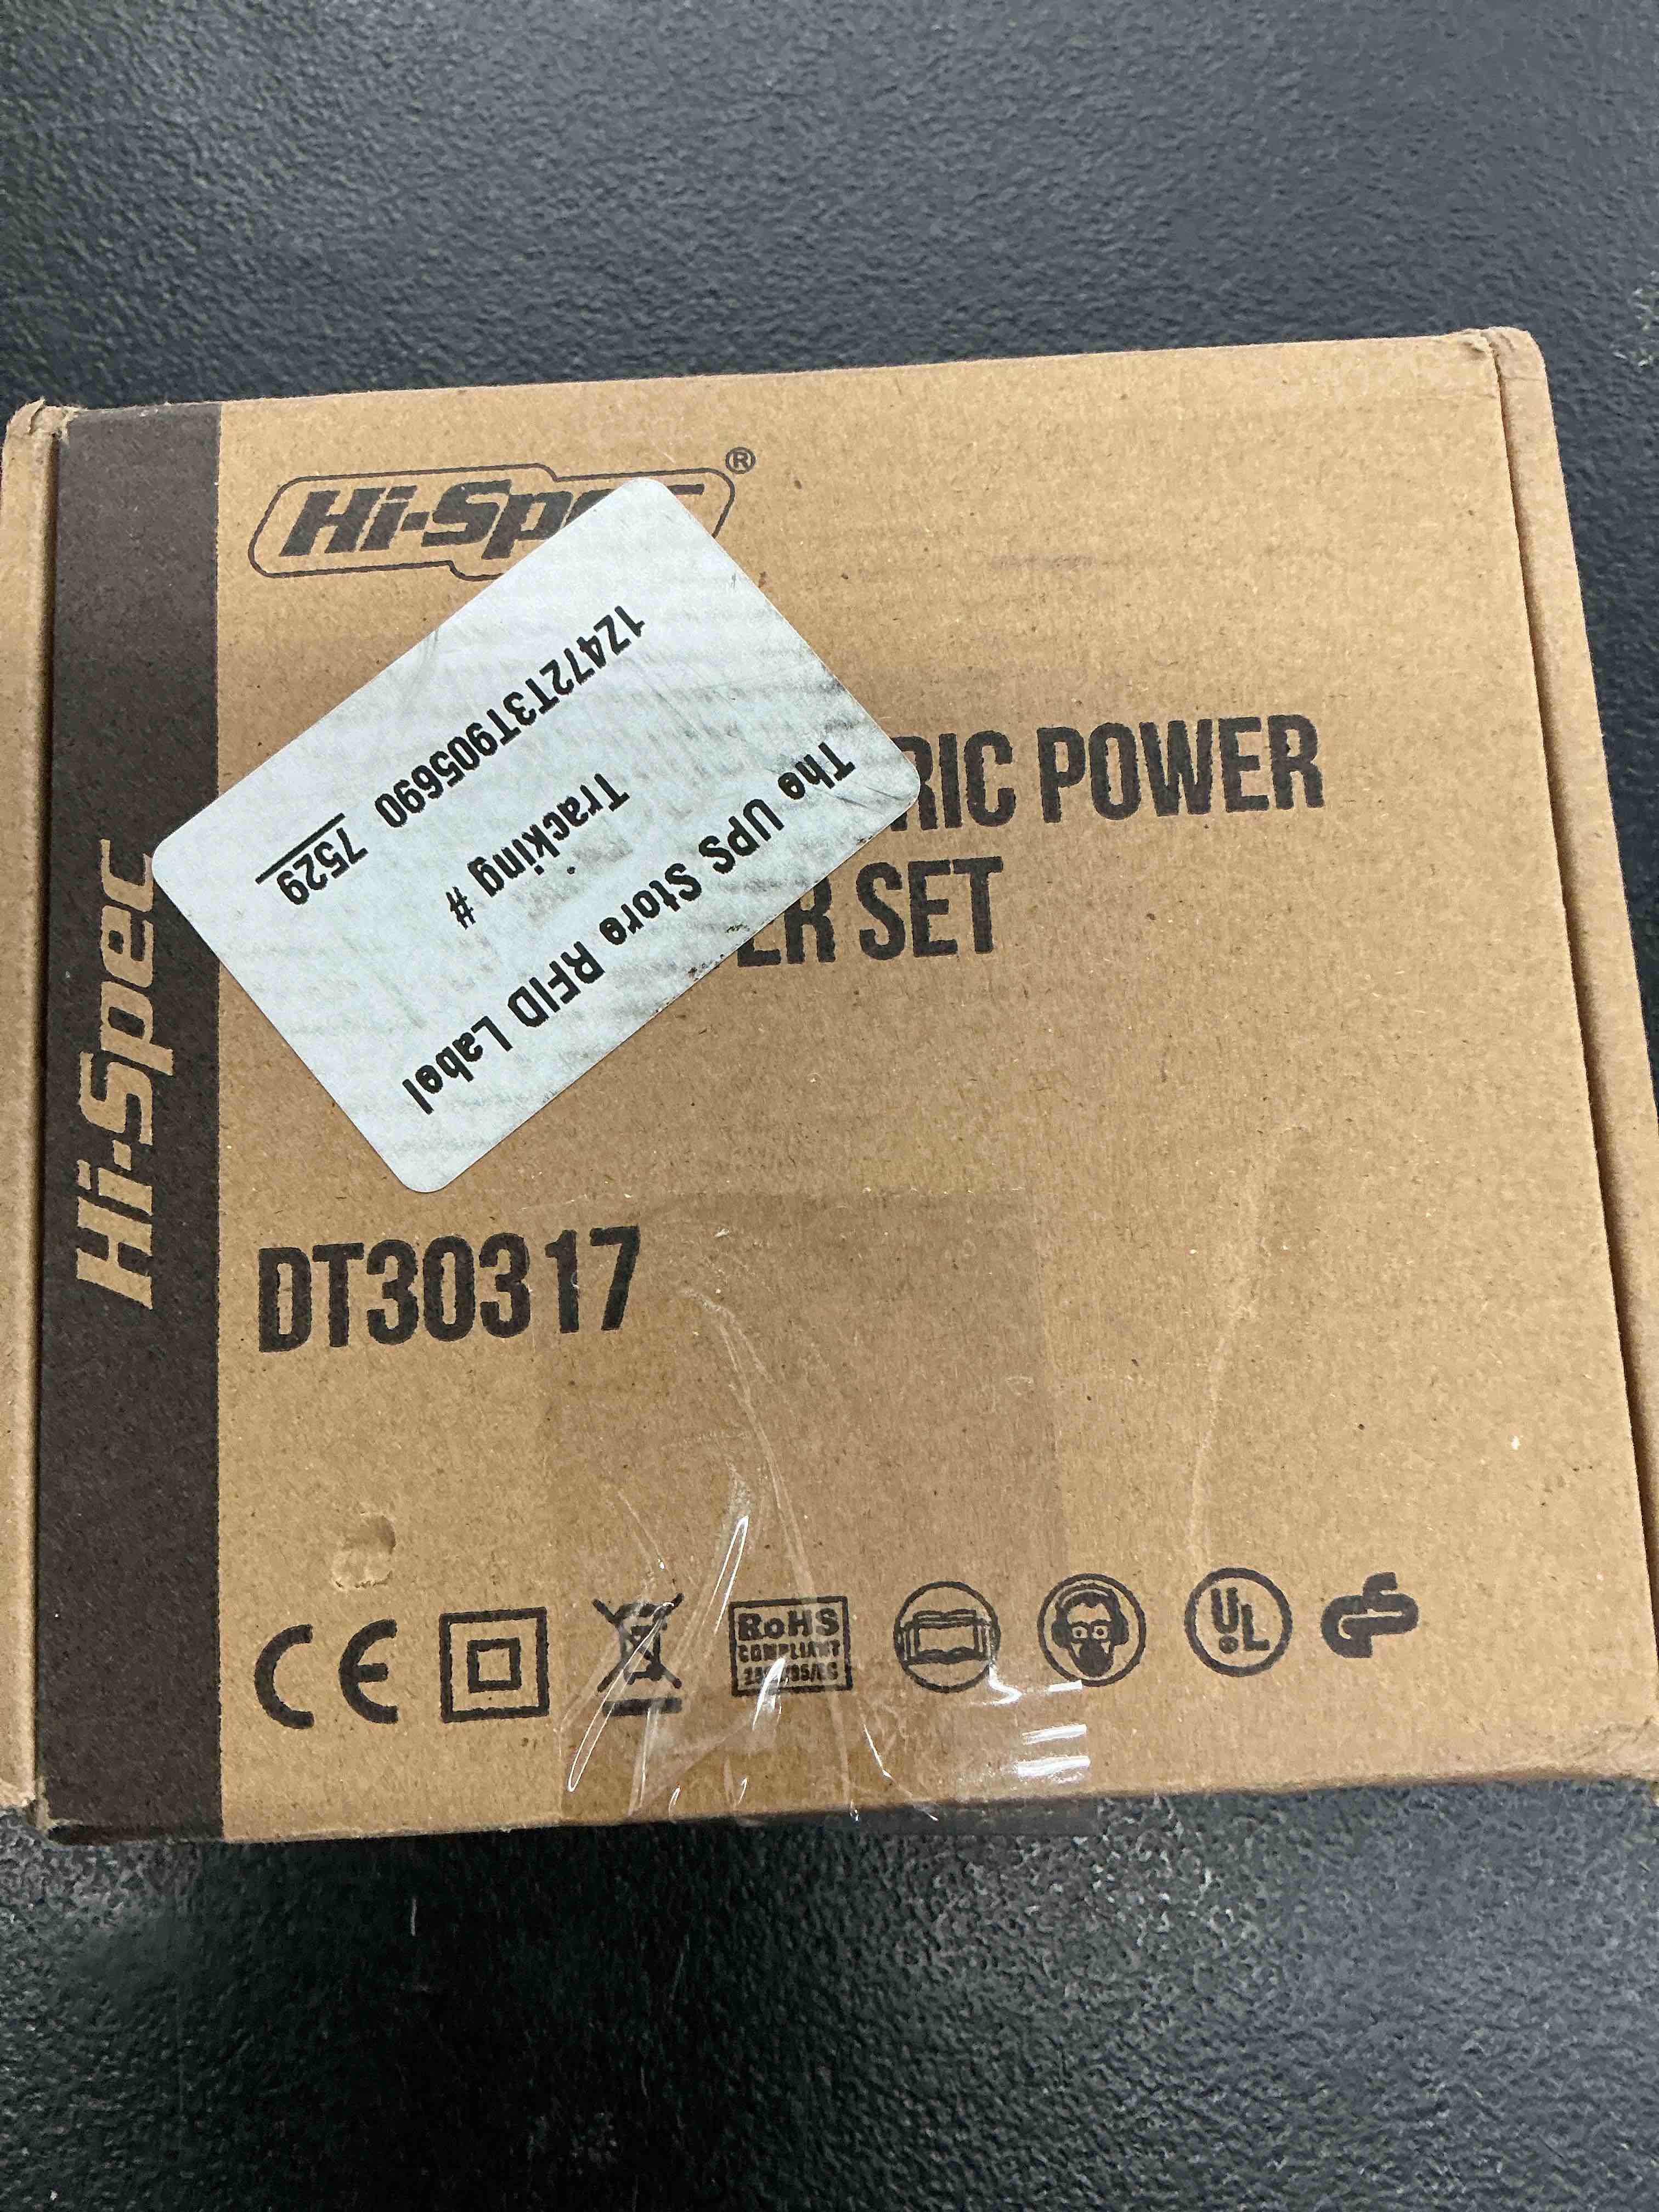 Hi-Spec
Hi-Sp ®
RIC POWER
ER SET
The UPS Store RFID Label
Tracking #
1Z472T3T905690 7529
DT30317
CE
RoHS
COMPLIANT
UL